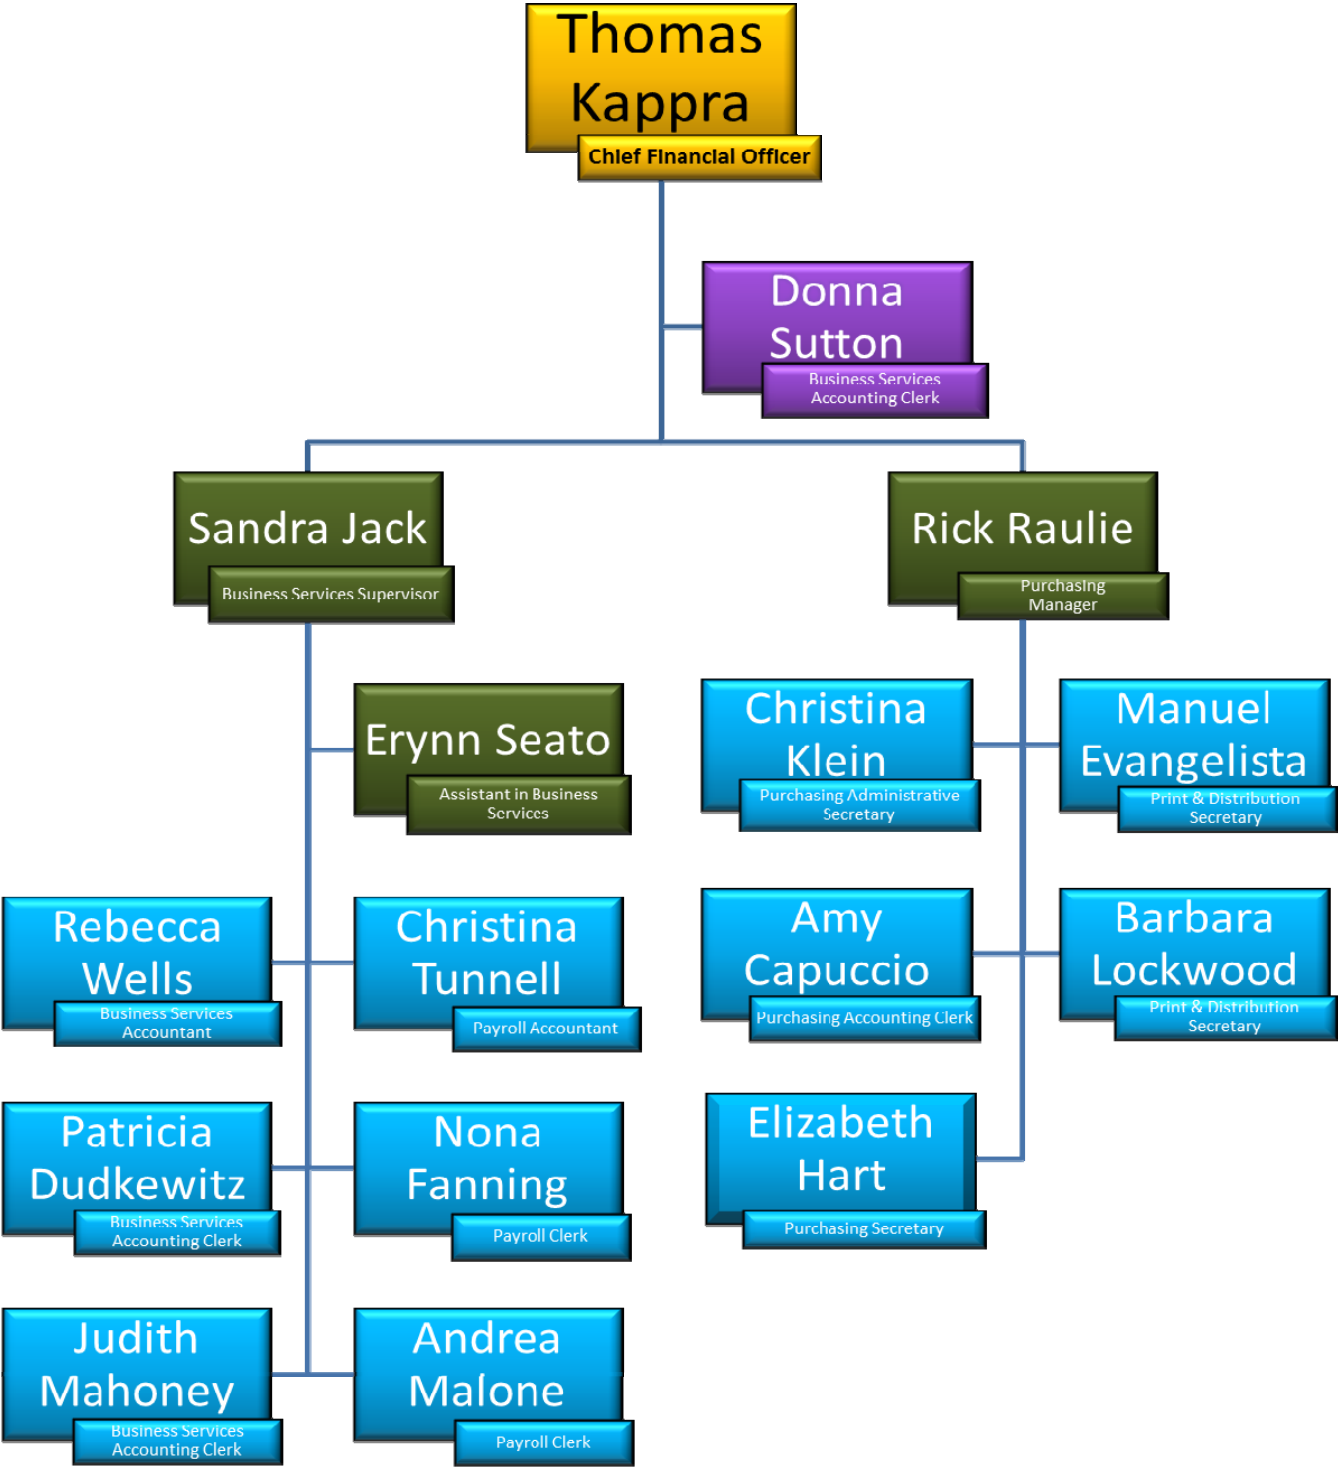 Thomas
Kappra
Chief Financial Officer
Donna
Sutton
Business Services
Accounting Clerk
Sandra Jack
Business Services Supervisor
Rick Raulie
Purchasing
Manager
Erynn Seato
Assistant in Business
Services
Christina
Klein
Purchasing Administrative
Secretary
Manuel
Evangelista
Print & Distribution
Secretary
Rebecca
Wells
Business Services
Accountant
Christina
Tunnell
Payroll Accountant
Amy
Capuccio
Purchasing Accounting Clerk
Barbara
Lockwood
Print & Distribution
Secretary
Patricia
Dudkewitz
Business Services
Accounting Clerk
Nona
Fanning
Payroll Clerk
Elizabeth
Hart
Purchasing Secretary
Judith
Mahoney
Business Services
Accounting Clerk
Andrea
Malone
Payroll Clerk